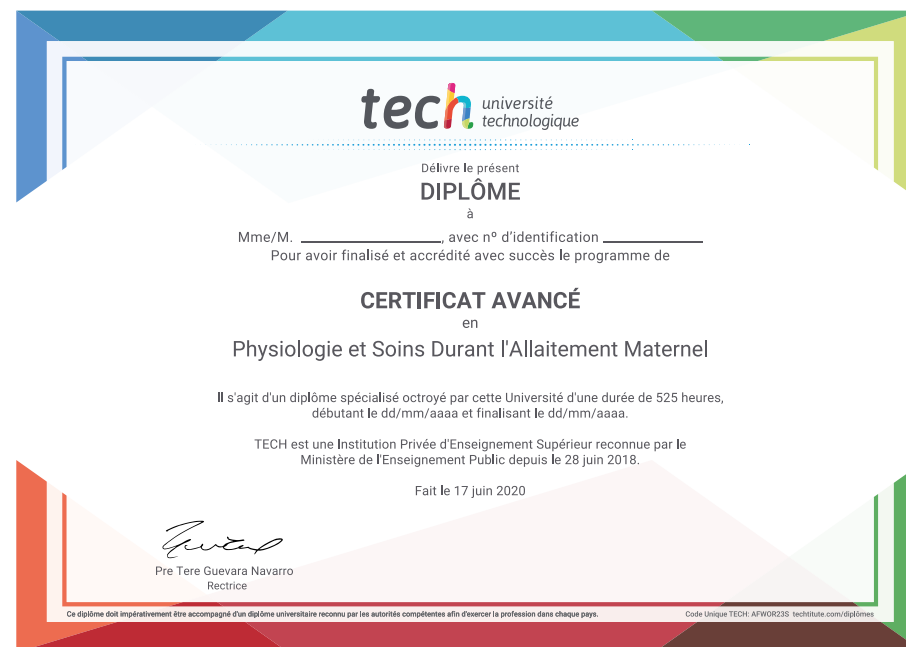 tech université
technologique
Délivre le présent
DIPLÔME
à
Mme/M. ____________________, avec nº d'identification ______________
Pour avoir finalisé et accrédité avec succès le programme de
CERTIFICAT AVANCÉ
en
Physiologie et Soins Durant l'Allaitement Maternel
Il s'agit d'un diplôme spécialisé octroyé par cette Université d'une durée de 525 heures,
débutant le dd/mm/aaaa et finalisant le dd/mm/aaaa.
TECH est une Institution Privée d'Enseignement Supérieur reconnue par le
Ministère de l'Enseignement Public depuis le 28 juin 2018.
Fait le 17 juin 2020
Pre Tere Guevara Navarro
Rectrice
Ce diplôme doit impérativement être accompagné d'un diplôme universitaire reconnu par les autorités compétentes afin d'exercer la profession dans chaque pays.
Code Unique TECH: AFWOR23S techtitute.com/diplômes